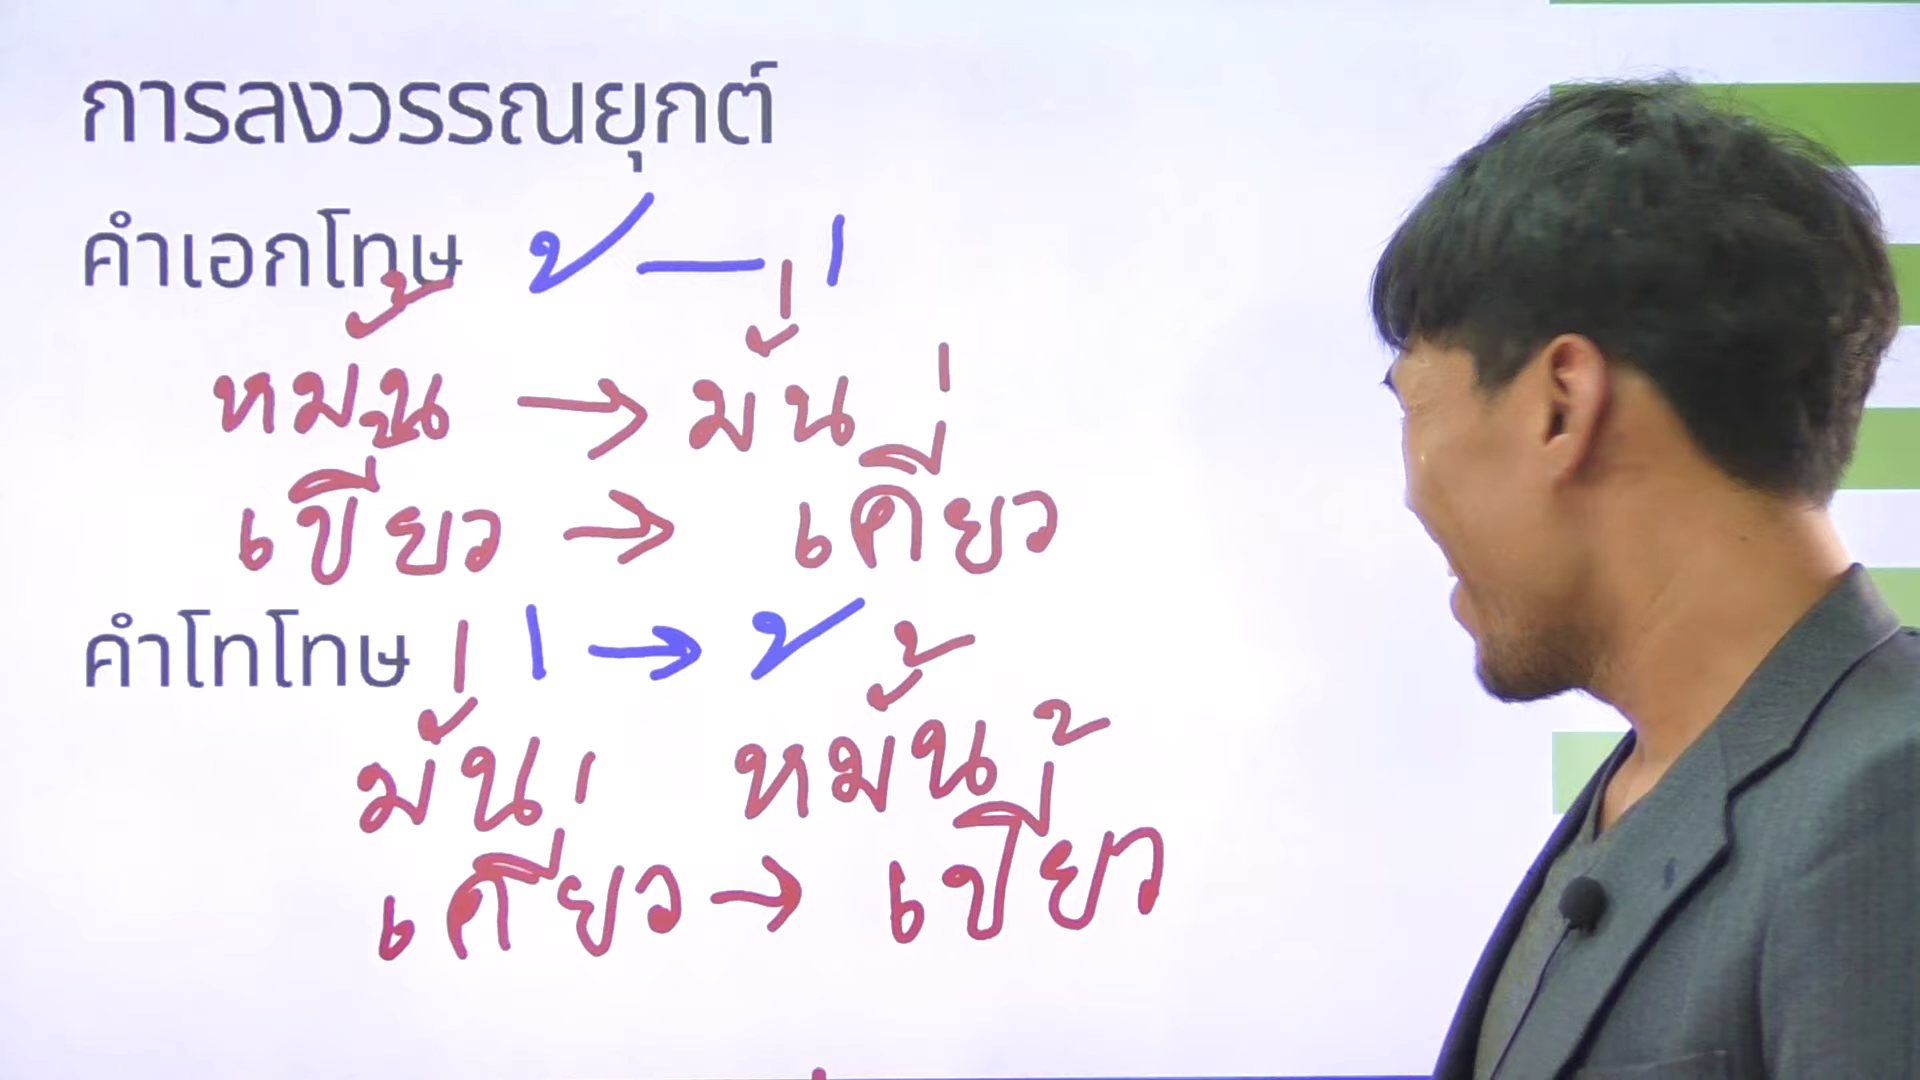 การลงวรรณยุกต์
คำเอกโทษ ้ — ่
หมั้น → มั่น
เขียว → เคี่ยว
คำโทโทษ ่ → ้
มั่น หมั้น
เคี่ยว → เขี้ยว